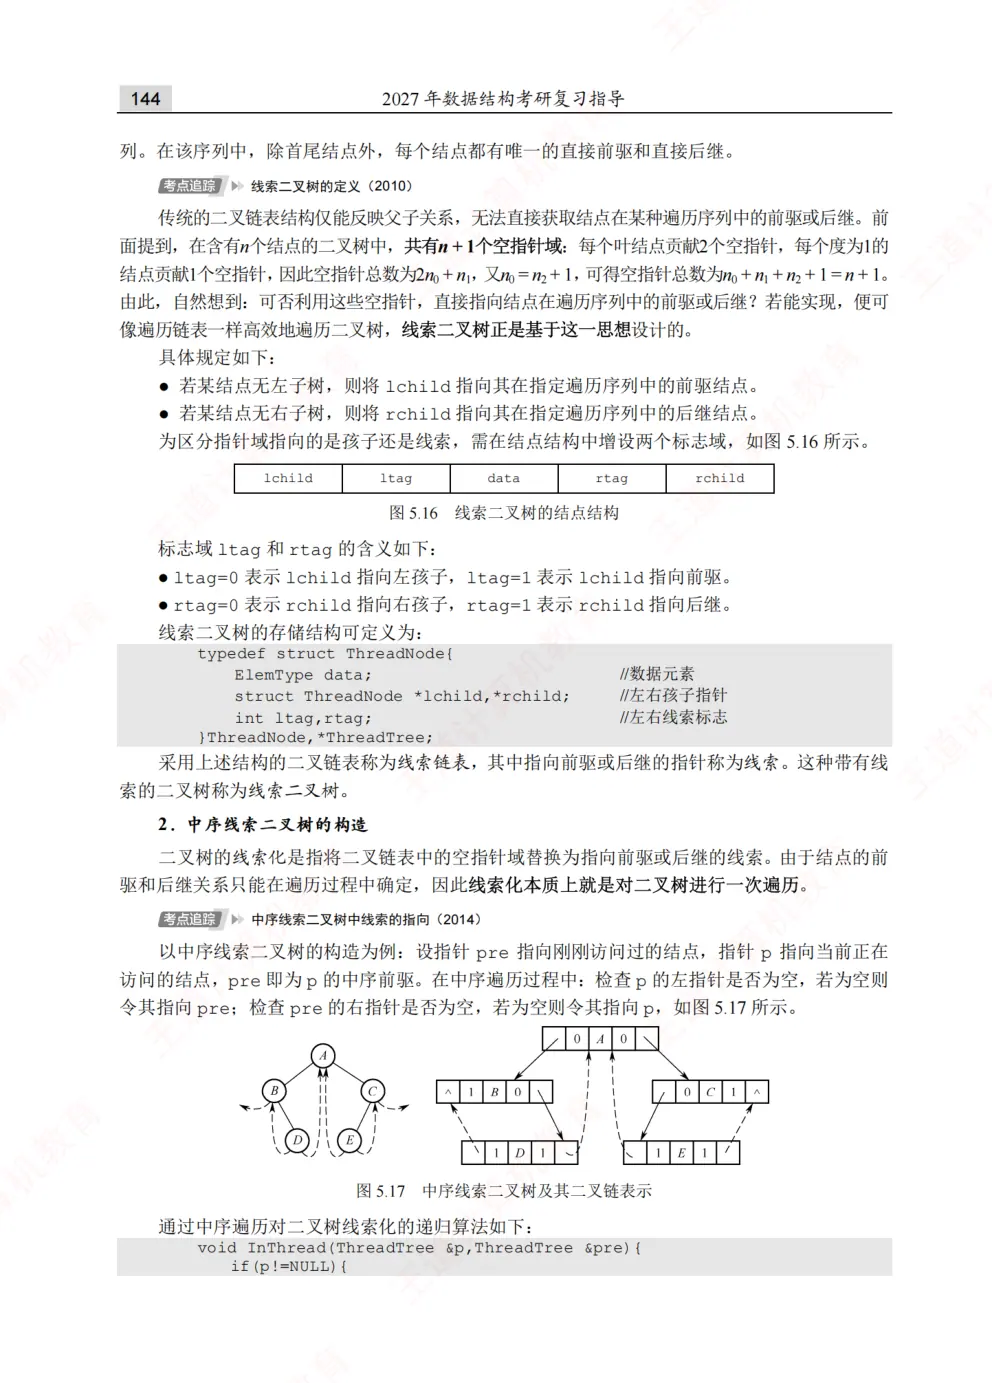 144
2027 年数据结构考研复习指导
列。在该序列中，除首尾结点外，每个结点都有唯一的直接前驱和直接后继。
考点追踪 线索二叉树的定义（2010）
传统的二叉链表结构仅能反映父子关系，无法直接获取结点在某种遍历序列中的前驱或后继。前
面提到，在含有n个结点的二叉树中，共有n + 1个空指针域：每个叶结点贡献2个空指针，每个度为1的
结点贡献1个空指针，因此空指针总数为2n₀ + n₁，又n₀ = n₂ + 1，可得空指针总数为n₀ + n₁ + n₂ + 1 = n + 1。
由此，自然想到：可否利用这些空指针，直接指向结点在遍历序列中的前驱或后继？若能实现，便可
像遍历链表一样高效地遍历二叉树，线索二叉树正是基于这一思想设计的。
具体规定如下：
● 若某结点无左子树，则将 lchild 指向其在指定遍历序列中的前驱结点。
● 若某结点无右子树，则将 rchild 指向其在指定遍历序列中的后继结点。
为区分指针域指向的是孩子还是线索，需在结点结构中增设两个标志域，如图 5.16 所示。
lchild ltag data rtag rchild
图 5.16 线索二叉树的结点结构
标志域 ltag 和 rtag 的含义如下：
● ltag=0 表示 lchild 指向左孩子，ltag=1 表示 lchild 指向前驱。
● rtag=0 表示 rchild 指向右孩子，rtag=1 表示 rchild 指向后继。
线索二叉树的存储结构可定义为：
typedef struct ThreadNode{
ElemType data; //数据元素
struct ThreadNode *lchild,*rchild; //左右孩子指针
int ltag,rtag; //左右线索标志
}ThreadNode,*ThreadTree;
采用上述结构的二叉链表称为线索链表，其中指向前驱或后继的指针称为线索。这种带有线
索的二叉树称为线索二叉树。
2．中序线索二叉树的构造
二叉树的线索化是指将二叉链表中的空指针域替换为指向前驱或后继的线索。由于结点的前
驱和后继关系只能在遍历过程中确定，因此线索化本质上就是对二叉树进行一次遍历。
考点追踪 中序线索二叉树中线索的指向（2014）
以中序线索二叉树的构造为例：设指针 pre 指向刚刚访问过的结点，指针 p 指向当前正在
访问的结点，pre 即为 p 的中序前驱。在中序遍历过程中：检查 p 的左指针是否为空，若为空则
令其指向 pre；检查 pre 的右指针是否为空，若为空则令其指向 p，如图 5.17 所示。
0 A 0
A
B C
^ 1 B 0
0 C 1 ^
D E
1 D 1
1 E 1
图 5.17 中序线索二叉树及其二叉链表示
通过中序遍历对二叉树线索化的递归算法如下：
void InThread(ThreadTree &p,ThreadTree &pre){
if(p!=NULL){